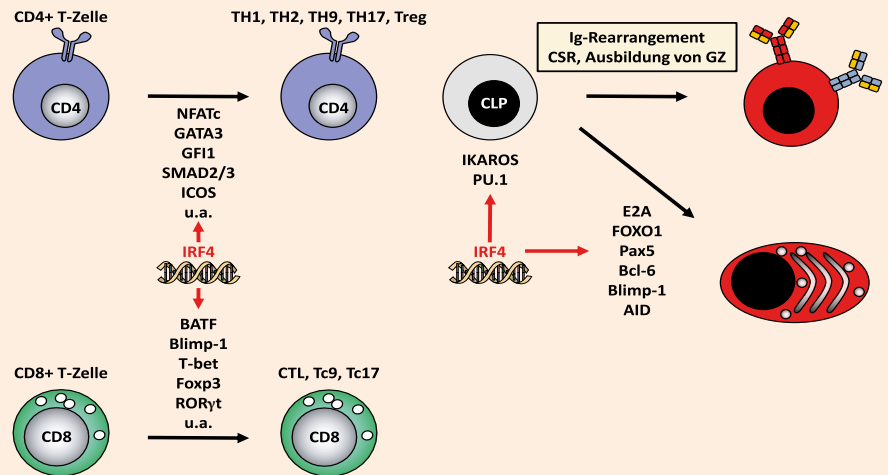 CD4+ T-Zelle
TH1, TH2, TH9, TH17, Treg
CD4
CD4
NFATc
GATA3
GFI1
SMAD2/3
ICOS
u.a.
IRF4
BATF
Blimp-1
T-bet
Foxp3
RORγt
u.a.
CD8+ T-Zelle
CTL, Tc9, Tc17
CD8
CD8
Ig-Rearrangement
CSR, Ausbildung von GZ
CLP
IKAROS
PU.1
IRF4
E2A
FOXO1
Pax5
Bcl-6
Blimp-1
AID